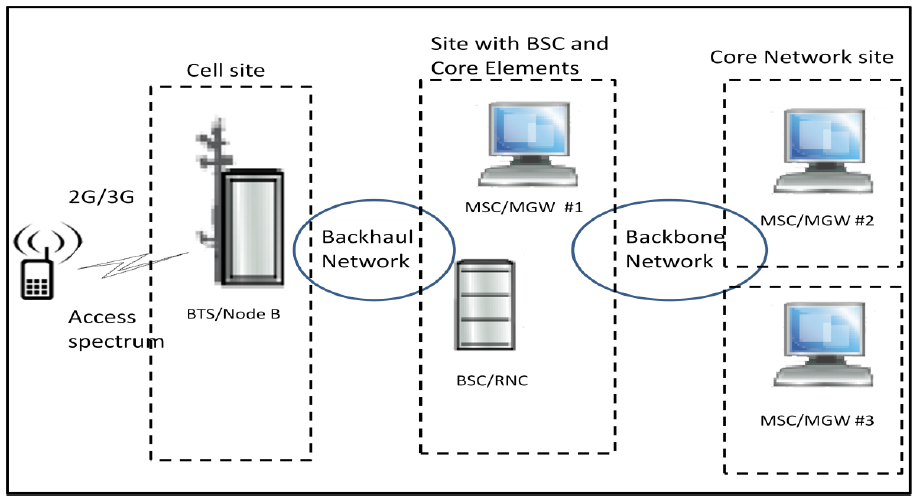 Cell site
Site with BSC and
Core Elements
Core Network site
2G/3G
Access
spectrum
BTS/Node B
Backhaul
Network
MSC/MGW #1
BSC/RNC
Backbone
Network
MSC/MGW #2
MSC/MGW #3